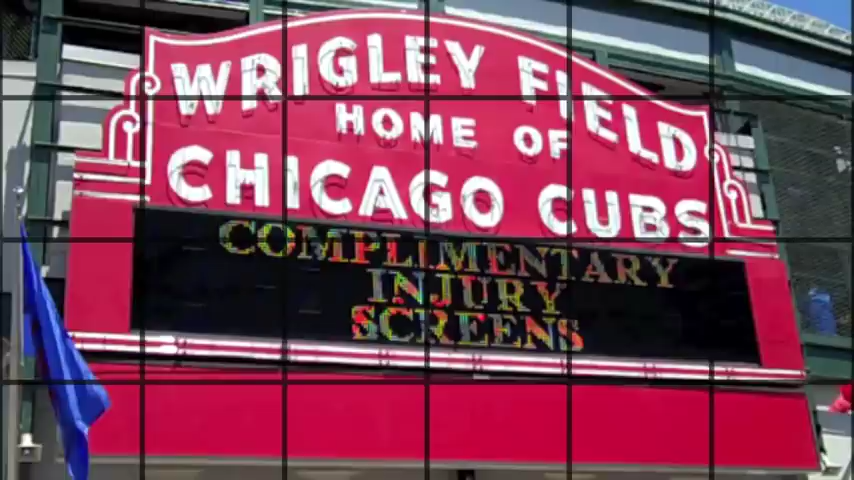 WRIGLEY FIELD
HOME OF
CHICAGO CUBS
COMPLIMENTARY
INJURY
SCREENS